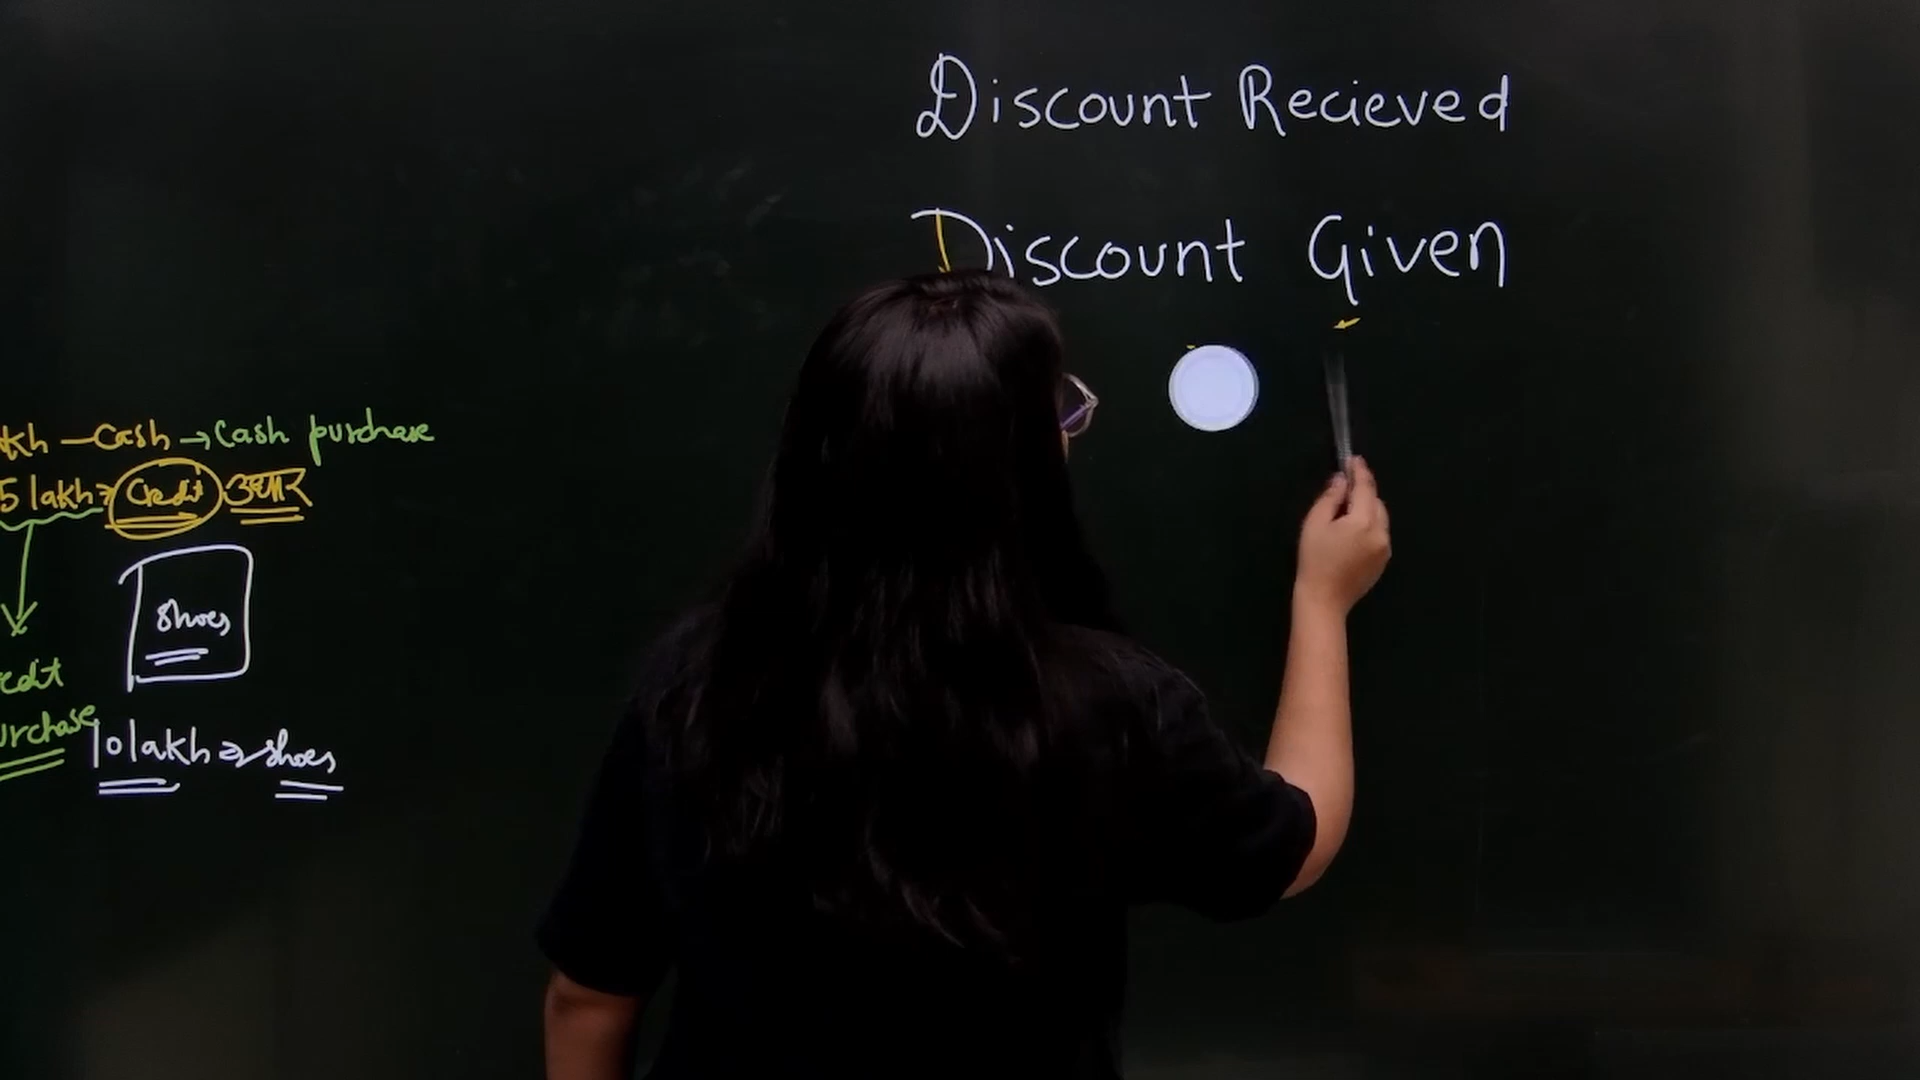 Discount Recieved
Discount Given
kh - Cash → Cash purchase
5 lakh → Credit उधार
shoes
edit
urchase
10 lakh → shoes